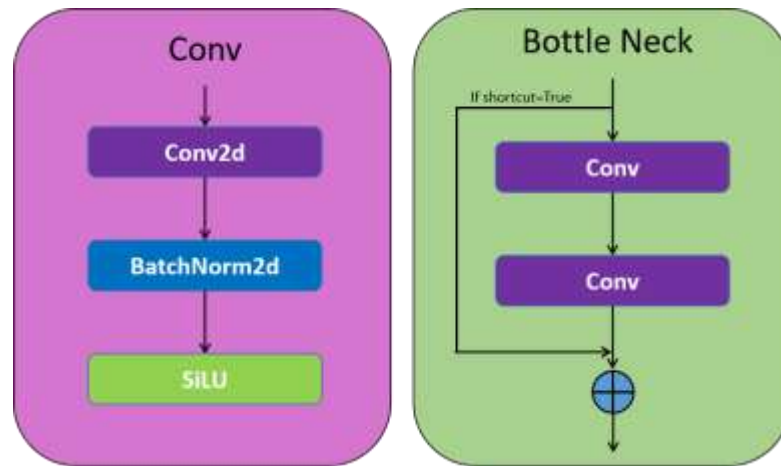 Conv
Conv2d
BatchNorm2d
SiLU
Bottle Neck
If shortcut=True
Conv
Conv